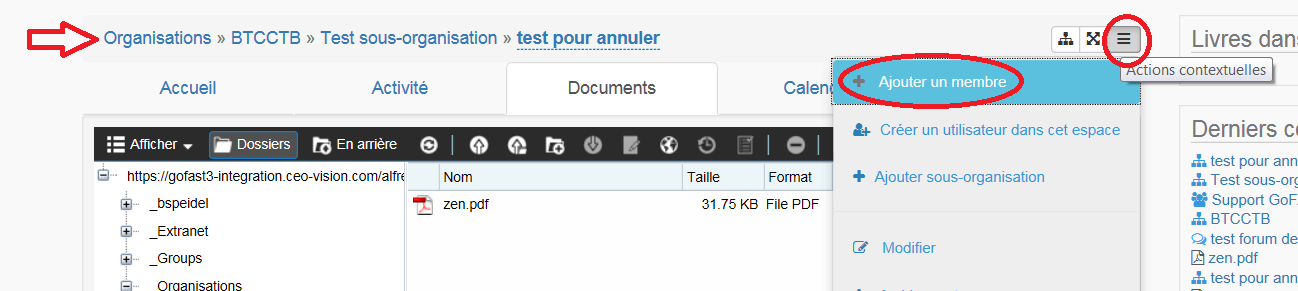 Organisations » BTCCTB » Test sous-organisation » test pour annuler
Livres dans
Actions contextuelles
Accueil
Activité
Documents
Calen
Ajouter un membre
Créer un utilisateur dans cet espace
Ajouter sous-organisation
Modifier
Afficher
Dossiers
En arrière
https://gofast3-integration.ceo-vision.com/alfre
_bspeidel
_Extranet
_Groups
_Organisations
Nom
Taille
Format
zen.pdf
31.75 KB
File PDF
Derniers co
test pour ann
Test sous-org
Support GoF
BTCCTB
test forum de
zen.pdf
test pour ann